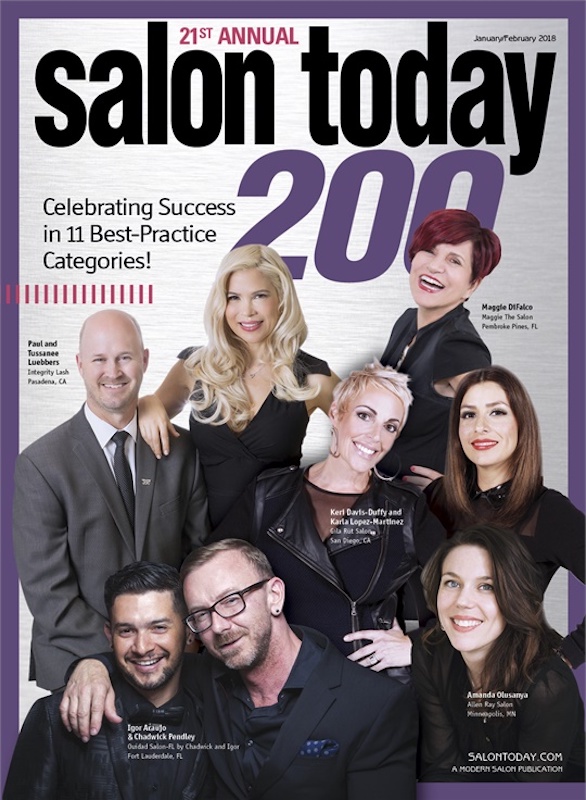 21ST ANNUAL
January/February 2018
salon today
200
Celebrating Success
in 11 Best-Practice
Categories!
Maggie DiFalco
Maggie The Salon
Pembroke Pines, FL
Paul and
Tussanee
Luebbers
Integrity Lash
Pasadena, CA
Keri Davis-Duffy and
Karla Lopez-Martinez
Gila Rut Salon
San Diego, CA
Amanda Olusanya
Allen Ray Salon
Minneapolis, MN
Igor Araujo
& Chadwick Pendley
Ouidad Salon-FL by Chadwick and Igor
Fort Lauderdale, FL
SALONTODAY.COM
A MODERN SALON PUBLICATION